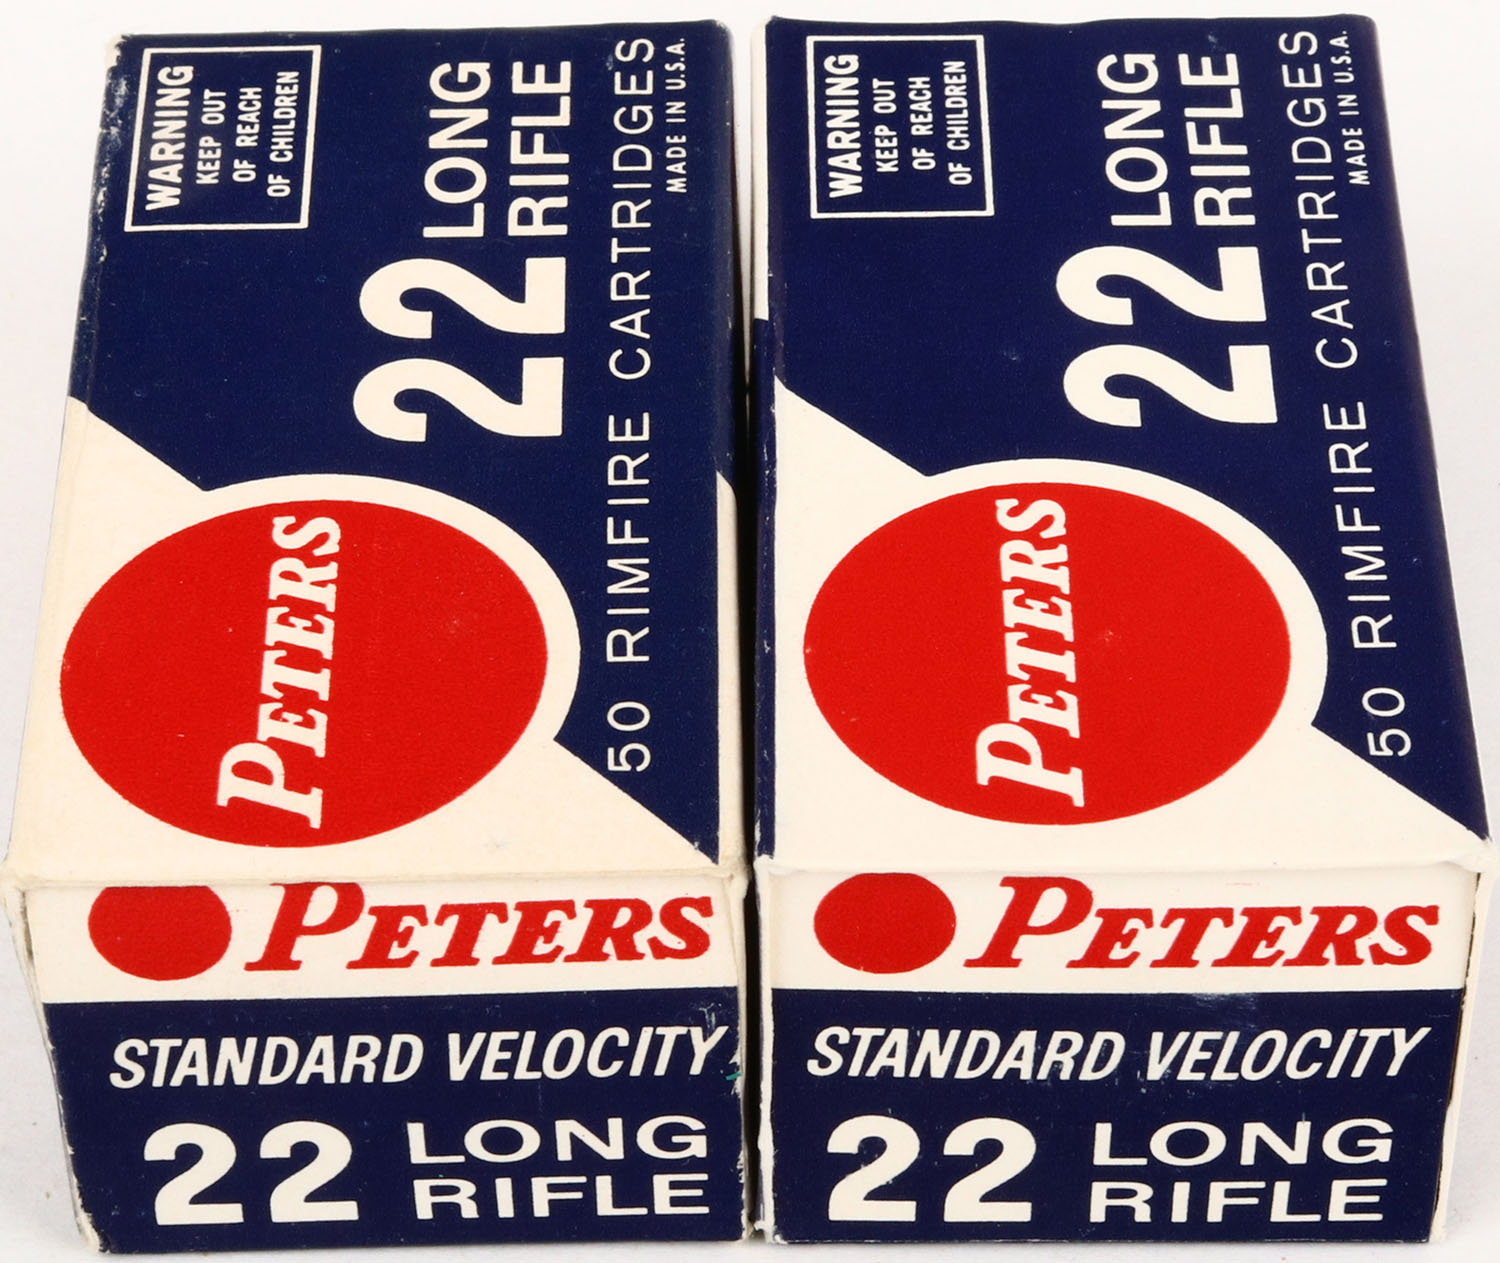 WARNING
KEEP OUT
OF REACH
OF CHILDREN
22 LONG
RIFLE
50 RIMFIRE CARTRIDGES
MADE IN U.S.A.
PETERS
PETERS
STANDARD VELOCITY
22 LONG
RIFLE
WARNING
KEEP OUT
OF REACH
OF CHILDREN
22 LONG
RIFLE
50 RIMFIRE CARTRIDGES
MADE IN U.S.A.
PETERS
PETERS
STANDARD VELOCITY
22 LONG
RIFLE